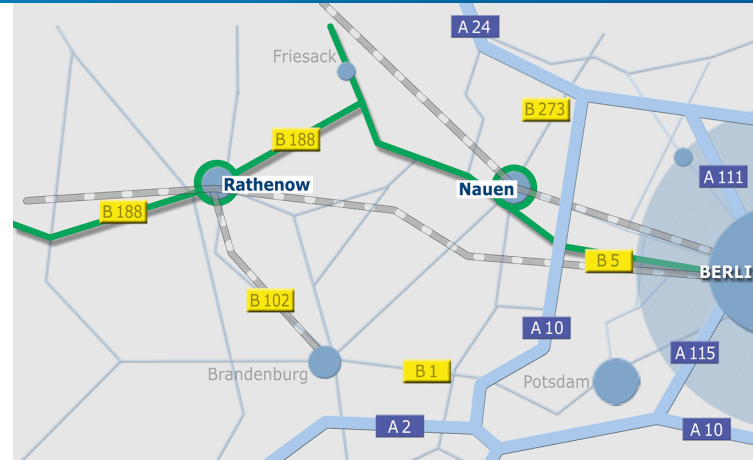 A 24
Friesack
B 273
B 188
A 111
Rathenow
Nauen
B 188
B 5
BERLI
B 102
A 10
A 115
Brandenburg
B 1
Potsdam
A 2
A 10